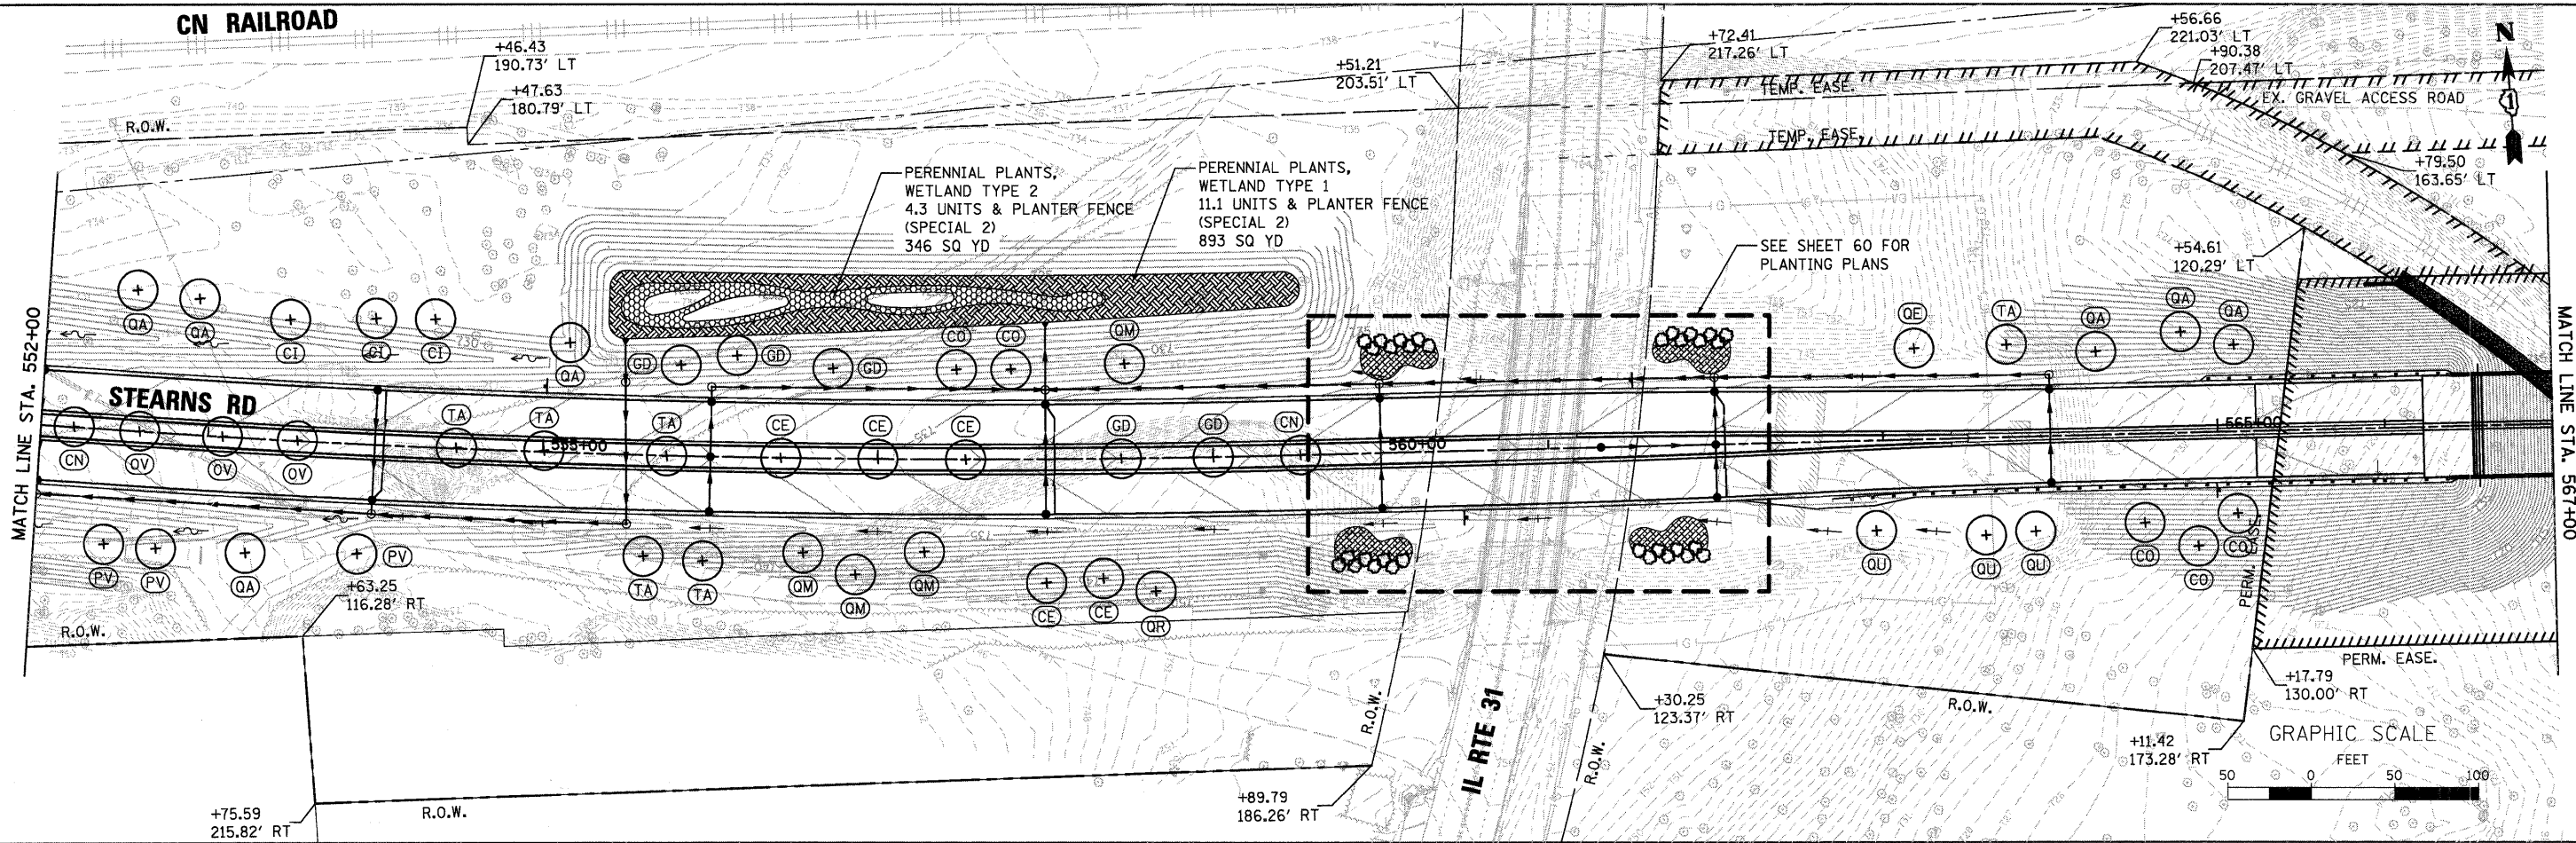 CN RAILROAD
+46.43
190.73' LT
+47.63
180.79' LT
R.O.W.
+51.21
203.51' LT
+72.41
217.26' LT
+56.66
221.03' LT
+90.38
207.47' LT
N
TEMP. EASE.
EX. GRAVEL ACCESS ROAD
TEMP. EASE.
+79.50
163.65' LT
PERENNIAL PLANTS,
WETLAND TYPE 2
4.3 UNITS & PLANTER FENCE
(SPECIAL 2)
346 SQ YD
PERENNIAL PLANTS,
WETLAND TYPE 1
11.1 UNITS & PLANTER FENCE
(SPECIAL 2)
893 SQ YD
SEE SHEET 60 FOR
PLANTING PLANS
+54.61
120.29' LT
MATCH LINE STA. 552+00
MATCH LINE STA. 567+00
QA
QA
CI
CI
CI
QA
GD
GD
GD
CO
CO
QM
QE
TA
QA
QA
QA
STEARNS RD
CN
QV
QV
QV
TA
TA
555+00
TA
CE
CE
CE
GD
GD
CN
560+00
565+00
PV
PV
QA
PV
TA
TA
QM
QM
QM
CE
CE
QR
QU
QU
QU
CO
CO
CO
PERM. EASE.
+63.25
116.28' RT
R.O.W.
+75.59
215.82' RT
R.O.W.
+89.79
186.26' RT
R.O.W.
IL RTE 31
R.O.W.
+30.25
123.37' RT
R.O.W.
+11.42
173.28' RT
PERM. EASE.
+17.79
130.00' RT
GRAPHIC SCALE
FEET
50 0 50 100